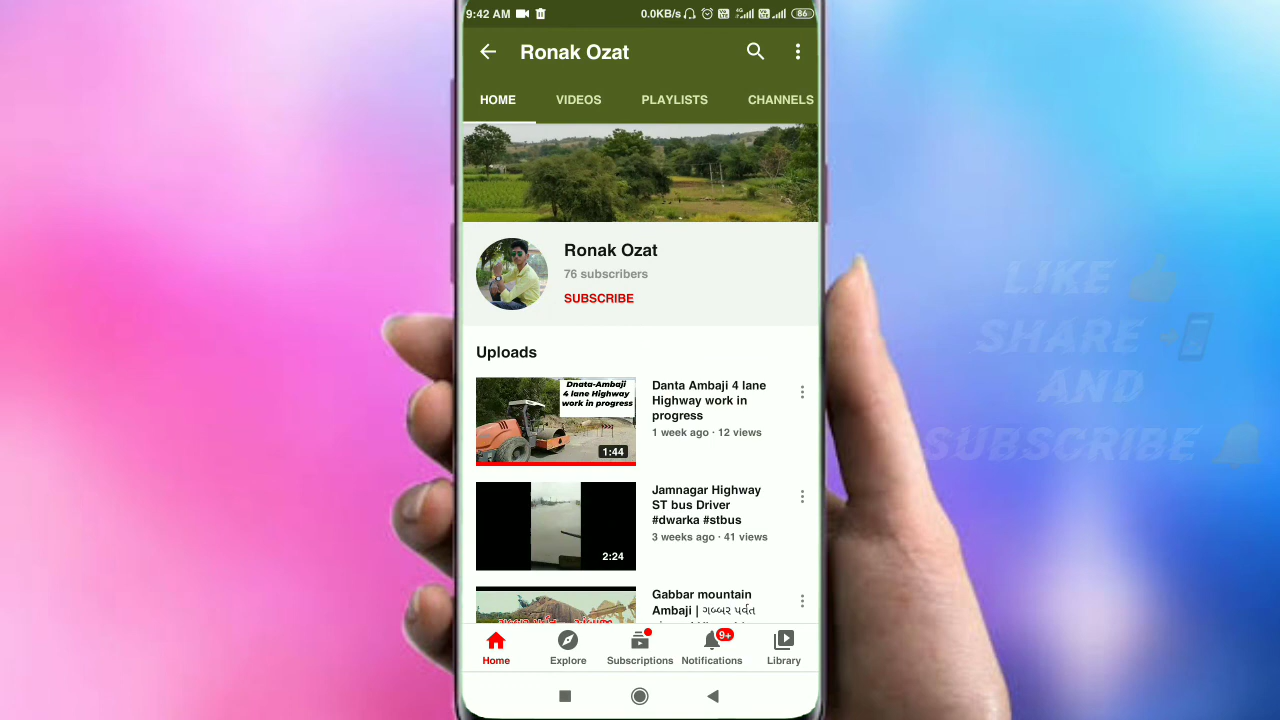 9:42 AM 0.0KB/s 4G 86
Ronak Ozat
HOME VIDEOS PLAYLISTS CHANNELS
Ronak Ozat
76 subscribers
SUBSCRIBE
Uploads
Dnata-Ambaji
4 lane Highway
work in progress
1:44
Danta Ambaji 4 lane
Highway work in
progress
1 week ago · 12 views
2:24
Jamnagar Highway
ST bus Driver
#dwarka #stbus
3 weeks ago · 41 views
Gabbar mountain
Ambaji | ગબ્બર પર્વત
Home Explore Subscriptions 9+ Notifications Library
LIKE 👍
SHARE 📲
AND
SUBSCRIBE 🔔